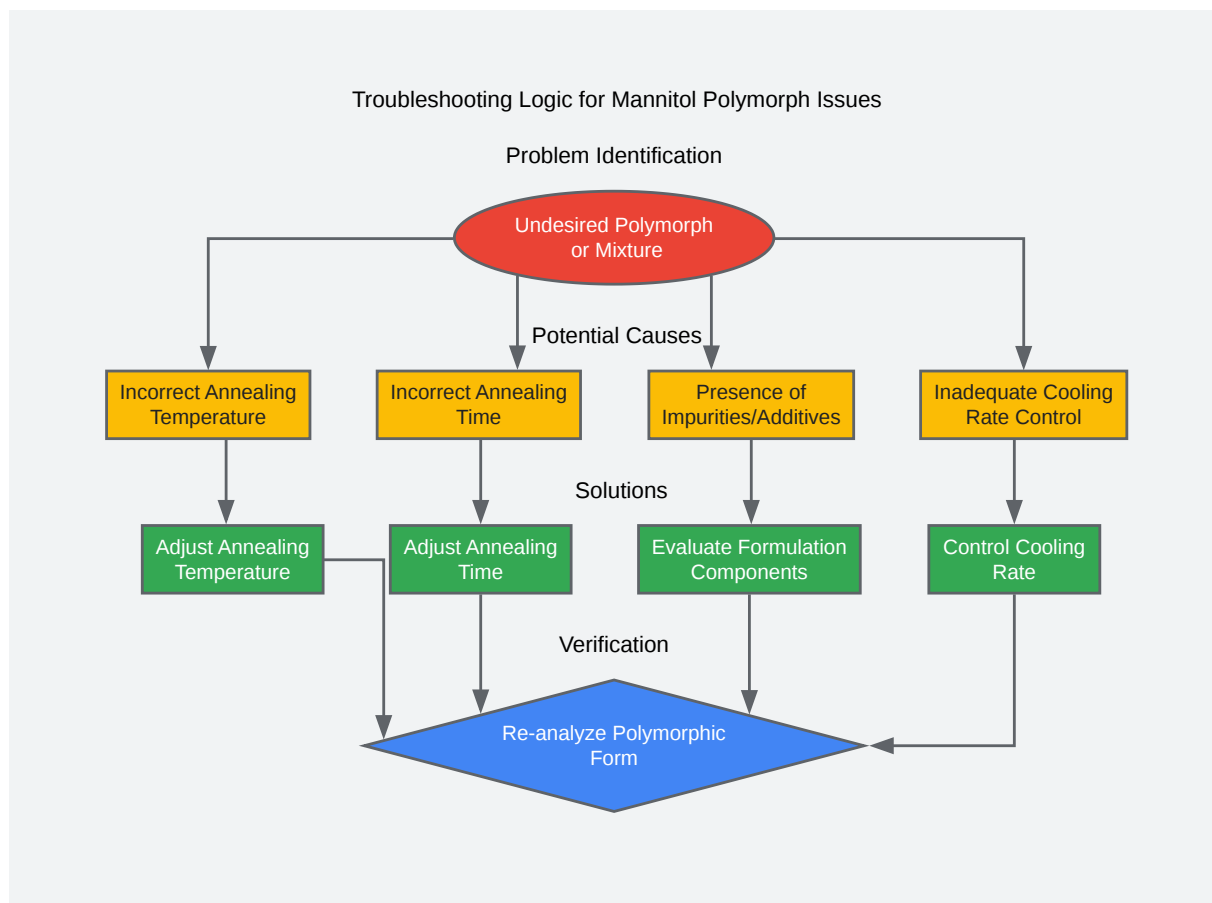 Troubleshooting Logic for Mannitol Polymorph Issues
Problem Identification
Undesired Polymorph
or Mixture
Potential Causes
Incorrect Annealing
Temperature
Incorrect Annealing
Time
Presence of
Impurities/Additives
Inadequate Cooling
Rate Control
Solutions
Adjust Annealing
Temperature
Adjust Annealing
Time
Evaluate Formulation
Components
Control Cooling
Rate
Verification
Re-analyze Polymorphic
Form